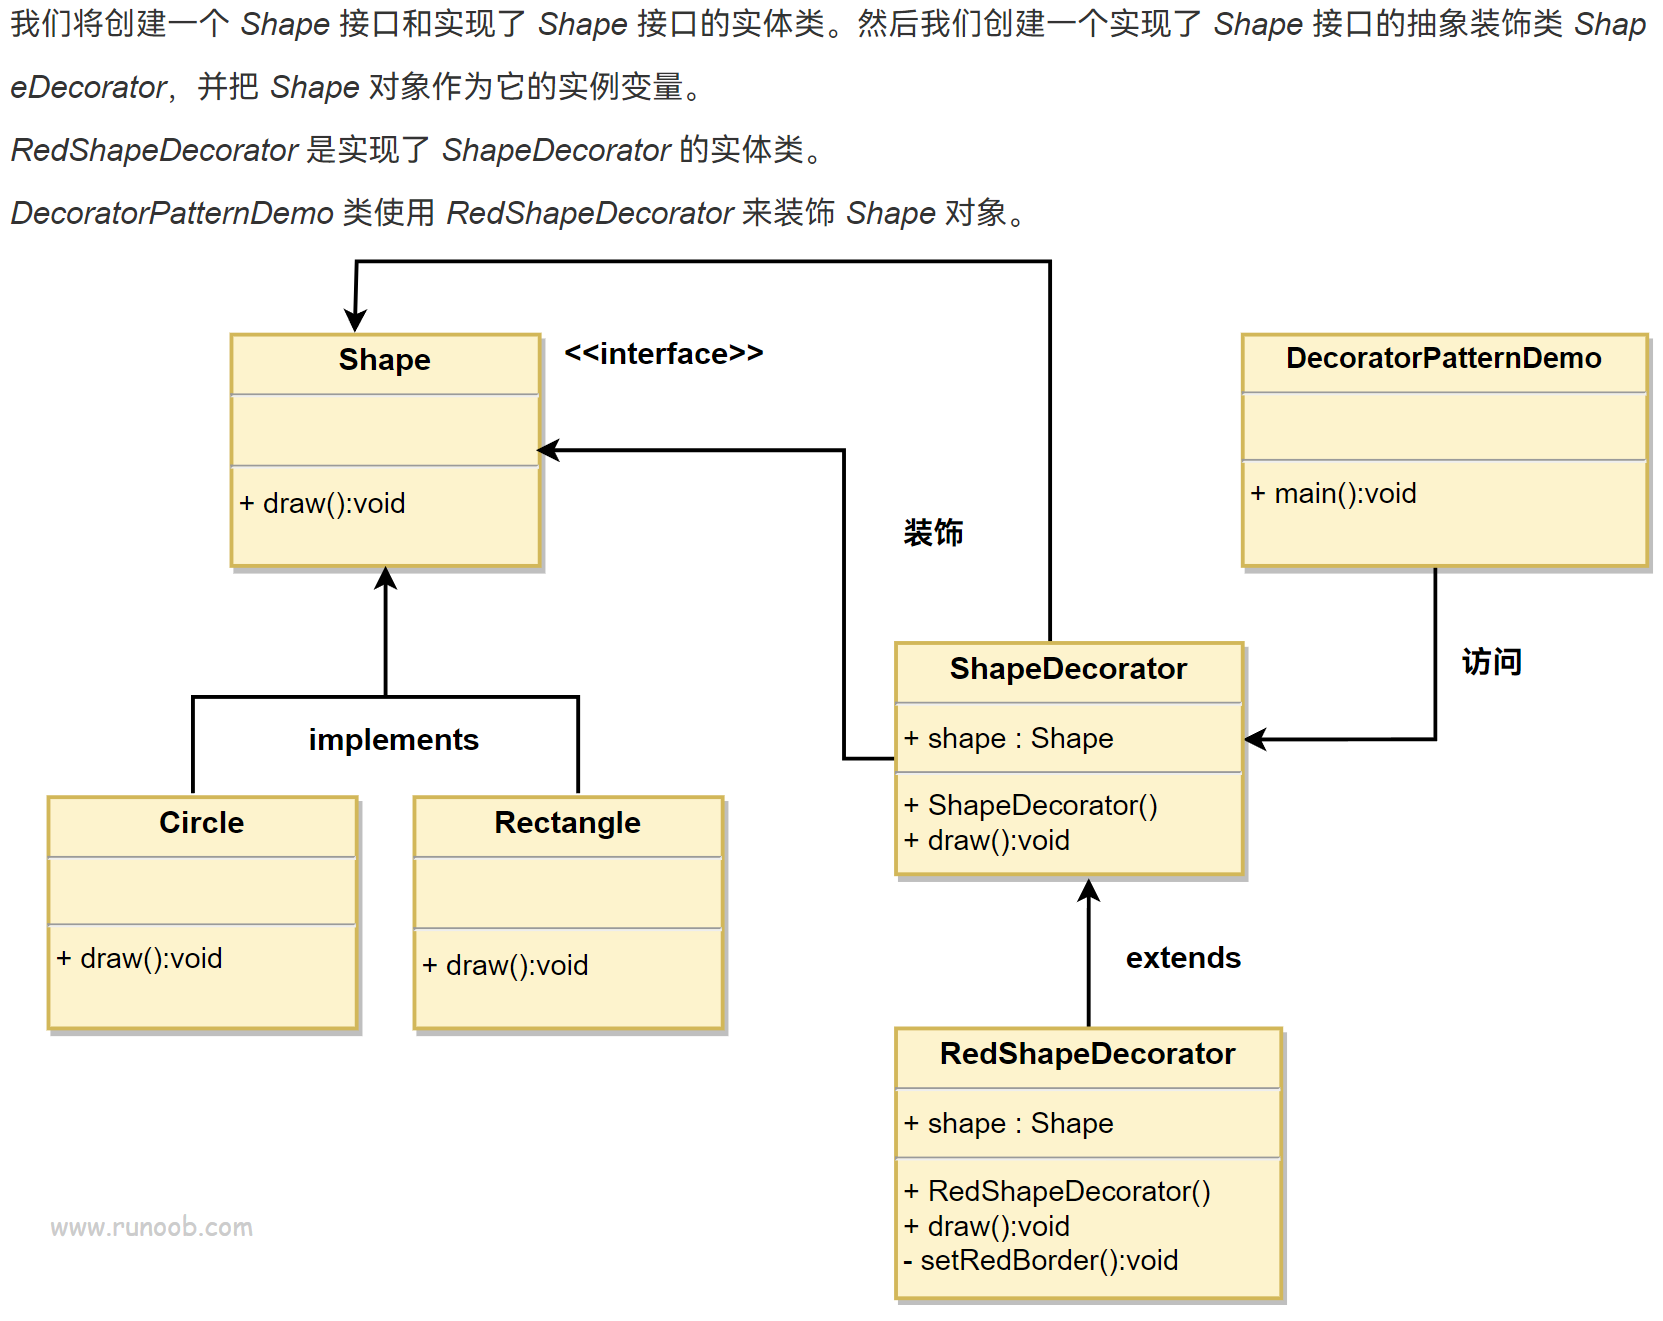 我们将创建一个 Shape 接口和实现了 Shape 接口的实体类。然后我们创建一个实现了 Shape 接口的抽象装饰类 Shap
eDecorator，并把 Shape 对象作为它的实例变量。
RedShapeDecorator 是实现了 ShapeDecorator 的实体类。
DecoratorPatternDemo 类使用 RedShapeDecorator 来装饰 Shape 对象。
Shape
<<interface>>
+ draw():void
DecoratorPatternDemo
+ main():void
装饰
访问
implements
Circle
+ draw():void
Rectangle
+ draw():void
ShapeDecorator
+ shape : Shape
+ ShapeDecorator()
+ draw():void
extends
RedShapeDecorator
+ shape : Shape
+ RedShapeDecorator()
+ draw():void
- setRedBorder():void
www.runoob.com